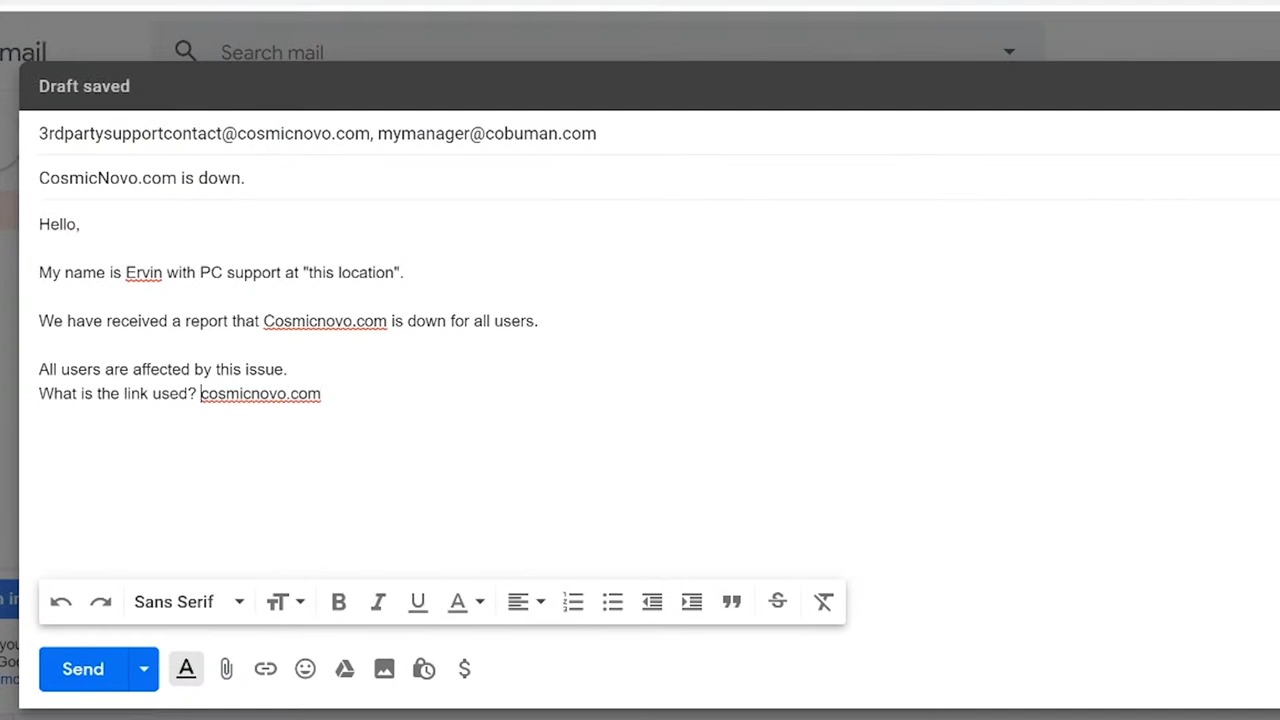 mail
Search mail
Draft saved
3rdpartysupportcontact@cosmicnovo.com, mymanager@cobuman.com
CosmicNovo.com is down.
Hello,
My name is Ervin with PC support at "this location".
We have received a report that Cosmicnovo.com is down for all users.
All users are affected by this issue.
What is the link used? cosmicnovo.com
Sans Serif
Send